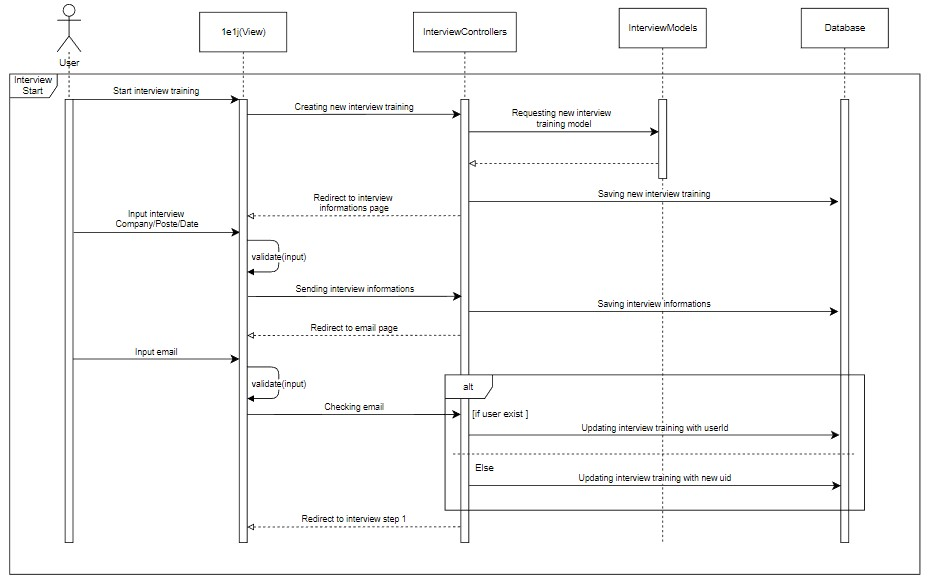 1e1j(View)
InterviewControllers
InterviewModels
Database
User
Interview
Start
Start interview training
Creating new interview training
Requesting new interview
training model
Saving new interview training
Redirect to interview
informations page
Input interview
Company/Poste/Date
validate(input)
Sending interview informations
Saving interview informations
Redirect to email page
Input email
validate(input)
alt
Checking email
[if user exist ]
Updating interview training with userId
Else
Updating interview training with new uid
Redirect to interview step 1